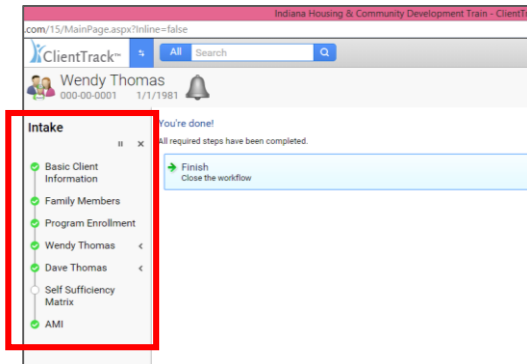 Indiana Housing & Community Development Train - ClientTr
.com/15/MainPage.aspx?Inline=false
ClientTrack™
All Search
Wendy Thomas
000-00-0001 1/1/1981
Intake
You're done!
All required steps have been completed.
Finish
Close the workflow
Basic Client
Information
Family Members
Program Enrollment
Wendy Thomas
Dave Thomas
Self Sufficiency
Matrix
AMI